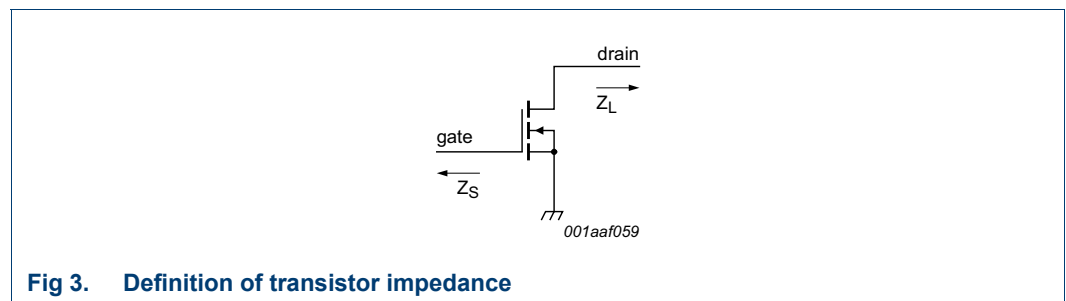 drain
Z_L
gate
Z_S
001aaf059
Fig 3. Definition of transistor impedance